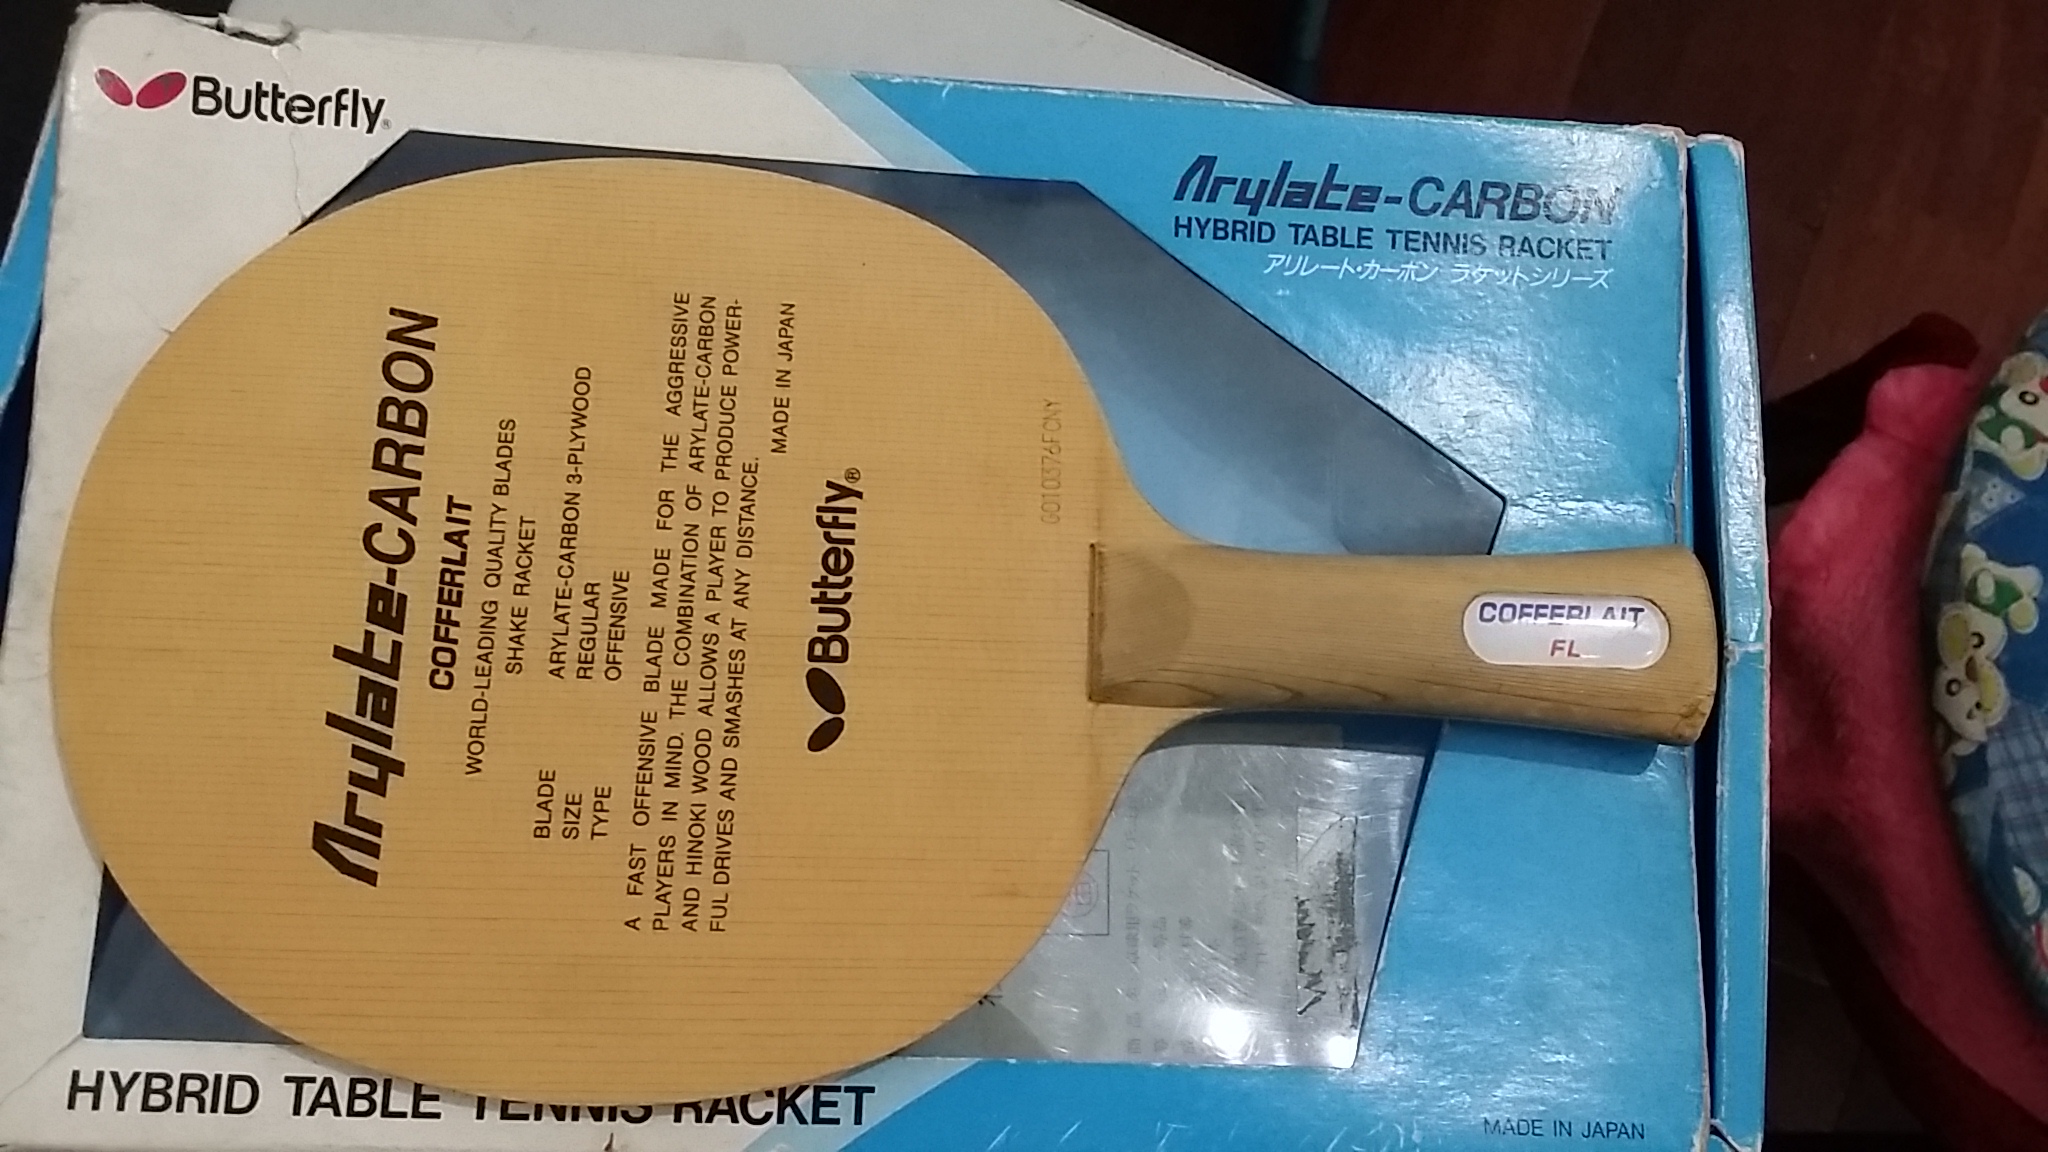 Butterfly®
Arylate-CARBON
HYBRID TABLE TENNIS RACKET
アリレート・カーボン ラケットシリーズ
Arylate-CARBON
COFFERLAIT
WORLD-LEADING QUALITY BLADES
SHAKE RACKET
BLADE ARYLATE-CARBON 3-PLYWOOD
SIZE REGULAR
TYPE OFFENSIVE
A FAST OFFENSIVE BLADE MADE FOR THE AGGRESSIVE
PLAYERS IN MIND. THE COMBINATION OF ARYLATE-CARBON
AND HINOKI WOOD ALLOWS A PLAYER TO PRODUCE POWER-
FUL DRIVES AND SMASHES AT ANY DISTANCE.
MADE IN JAPAN
Butterfly®
G010376FCNY
COFFERLAIT
FL
HYBRID TABLE TENNIS RACKET
MADE IN JAPAN